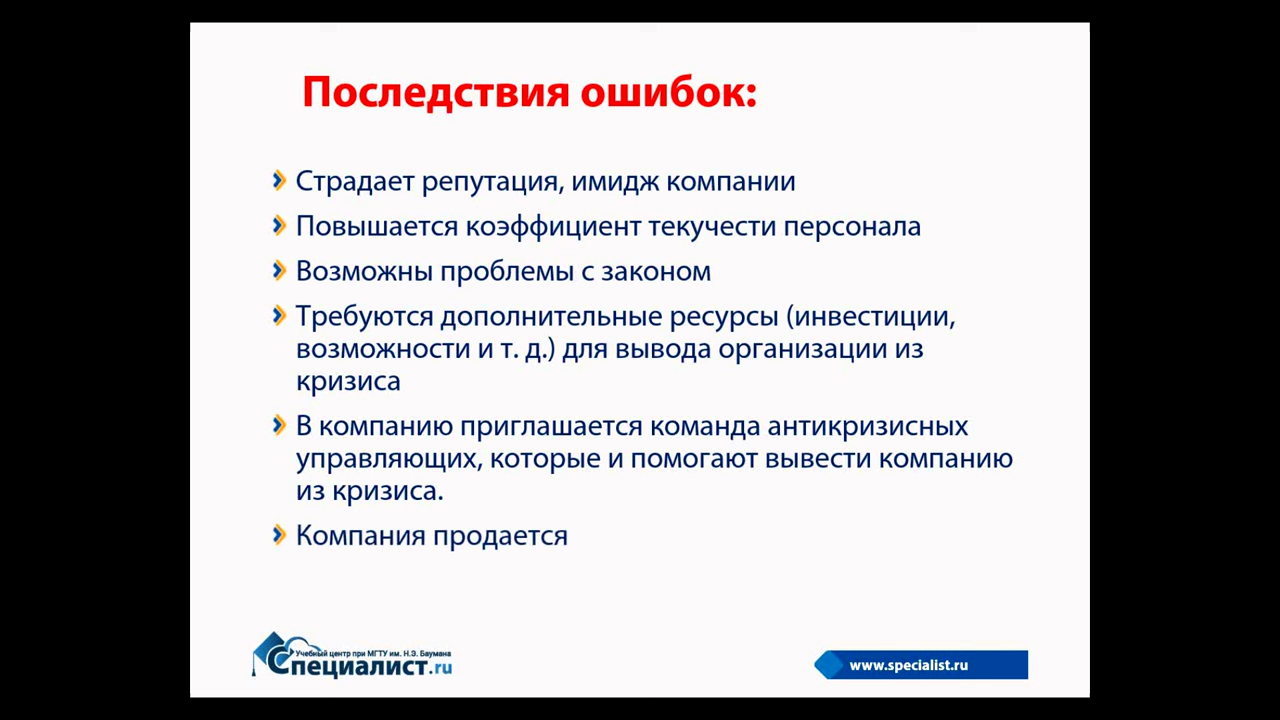 Последствия ошибок:
Страдает репутация, имидж компании
Повышается коэффициент текучести персонала
Возможны проблемы с законом
Требуются дополнительные ресурсы (инвестиции,
возможности и т. д.) для вывода организации из
кризиса
В компанию приглашается команда антикризисных
управляющих, которые и помогают вывести компанию
из кризиса.
Компания продается
Учебный центр при МГТУ им. Н.Э. Баумана
Специалист.ru
www.specialist.ru